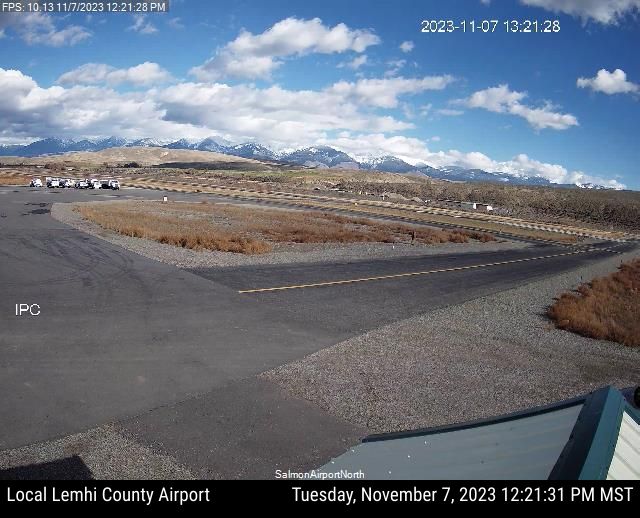 FPS: 10.13 11/7/2023 12:21:28 PM
2023-11-07 13:21:28
IPC
SalmonAirportNorth
Local Lemhi County Airport
Tuesday, November 7, 2023 12:21:31 PM MST